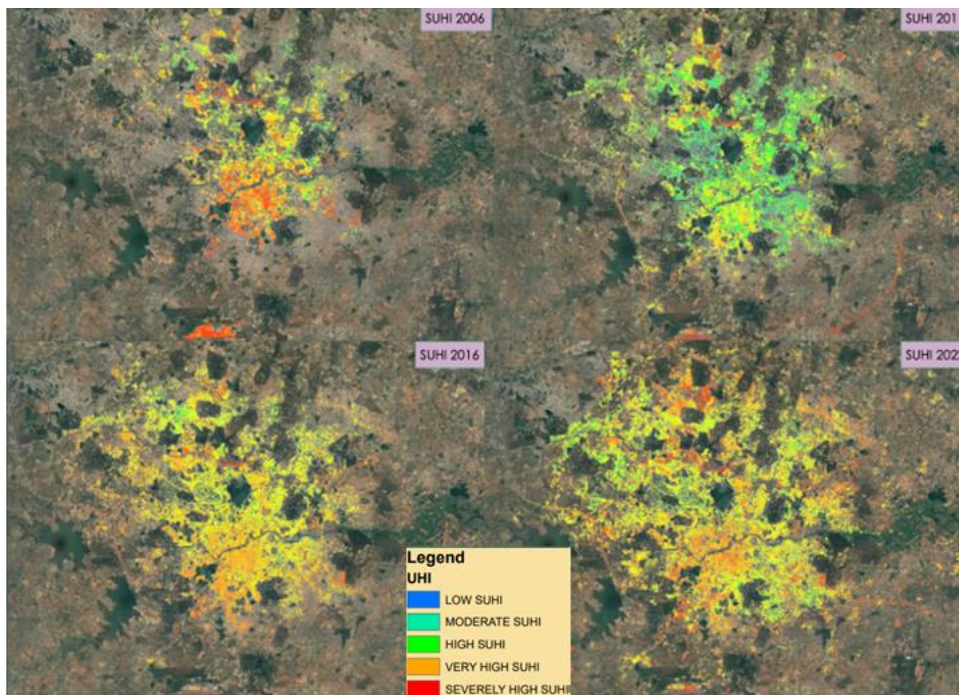 SUHI 2006
SUHI 201
SUHI 2016
SUHI 202
Legend
UHI
LOW SUHI
MODERATE SUHI
HIGH SUHI
VERY HIGH SUHI
SEVERELY HIGH SUHI